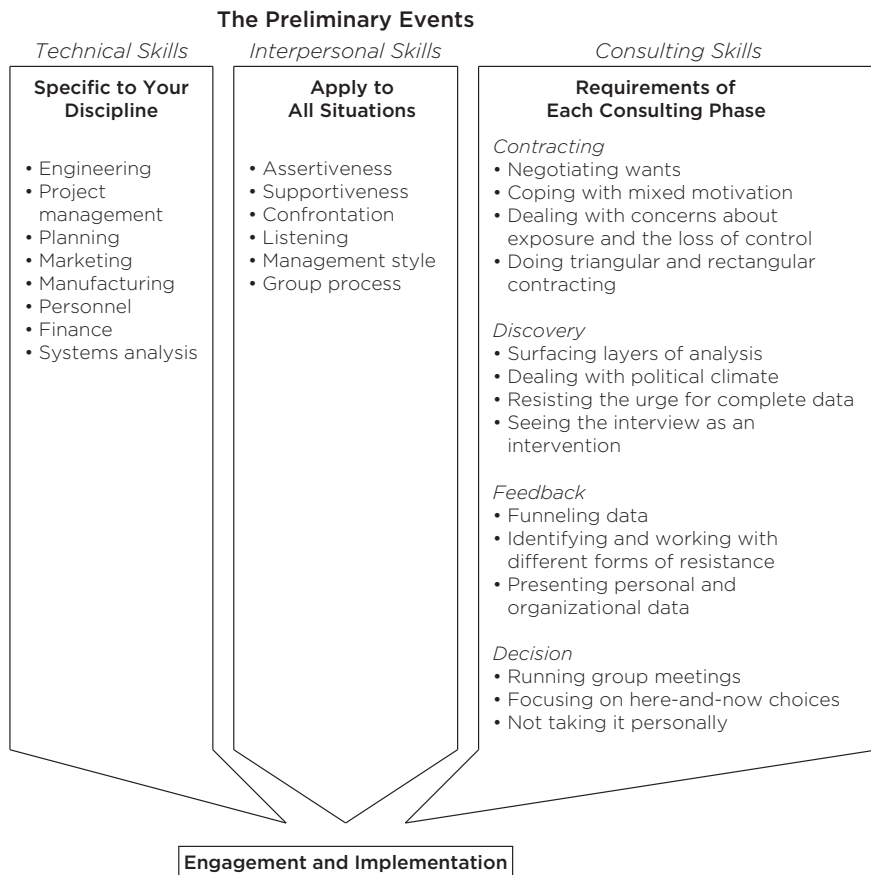 The Preliminary Events
Technical Skills
Interpersonal Skills
Consulting Skills
Specific to Your
Discipline
• Engineering
• Project
management
• Planning
• Marketing
• Manufacturing
• Personnel
• Finance
• Systems analysis
Apply to
All Situations
• Assertiveness
• Supportiveness
• Confrontation
• Listening
• Management style
• Group process
Requirements of
Each Consulting Phase
Contracting
• Negotiating wants
• Coping with mixed motivation
• Dealing with concerns about
exposure and the loss of control
• Doing triangular and rectangular
contracting
Discovery
• Surfacing layers of analysis
• Dealing with political climate
• Resisting the urge for complete data
• Seeing the interview as an
intervention
Feedback
• Funneling data
• Identifying and working with
different forms of resistance
• Presenting personal and
organizational data
Decision
• Running group meetings
• Focusing on here-and-now choices
• Not taking it personally
Engagement and Implementation